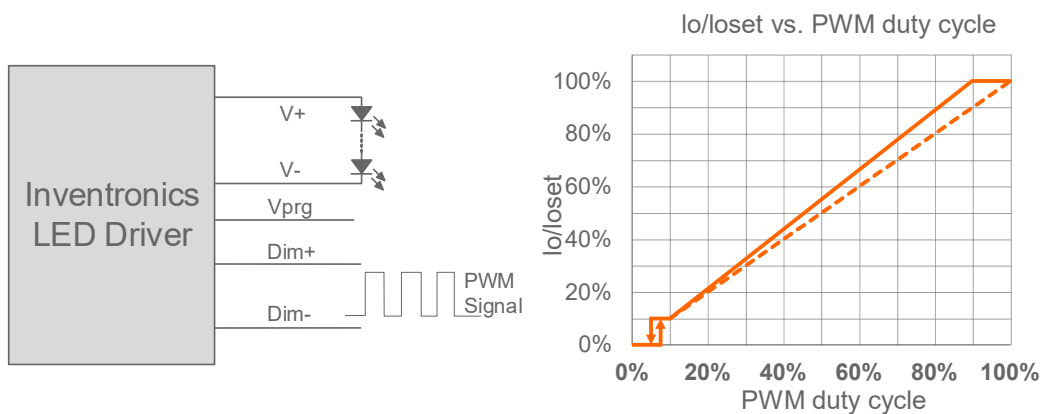 Inventronics
LED Driver
V+
V-
Vprg
Dim+
Dim-
PWM
Signal
Io/Ioset vs. PWM duty cycle
Io/Ioset
100%
80%
60%
40%
20%
0%
0% 20% 40% 60% 80% 100%
PWM duty cycle